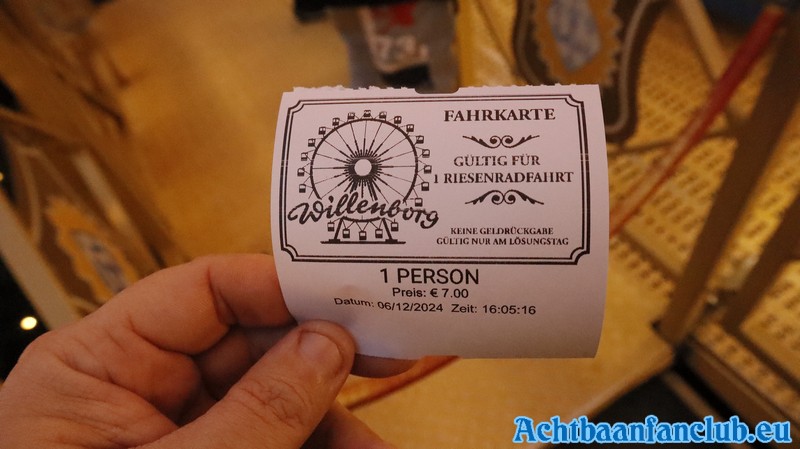 73
FAHRKARTE
GÜLTIG FÜR
1 RIESENRADFAHRT
Willenborg
KEINE GELDRÜCKGABE
GÜLTIG NUR AM LÖSUNGSTAG
1 PERSON
Preis: € 7.00
Datum: 06/12/2024 Zeit: 16:05:16
Achtbaanfanclub.eu